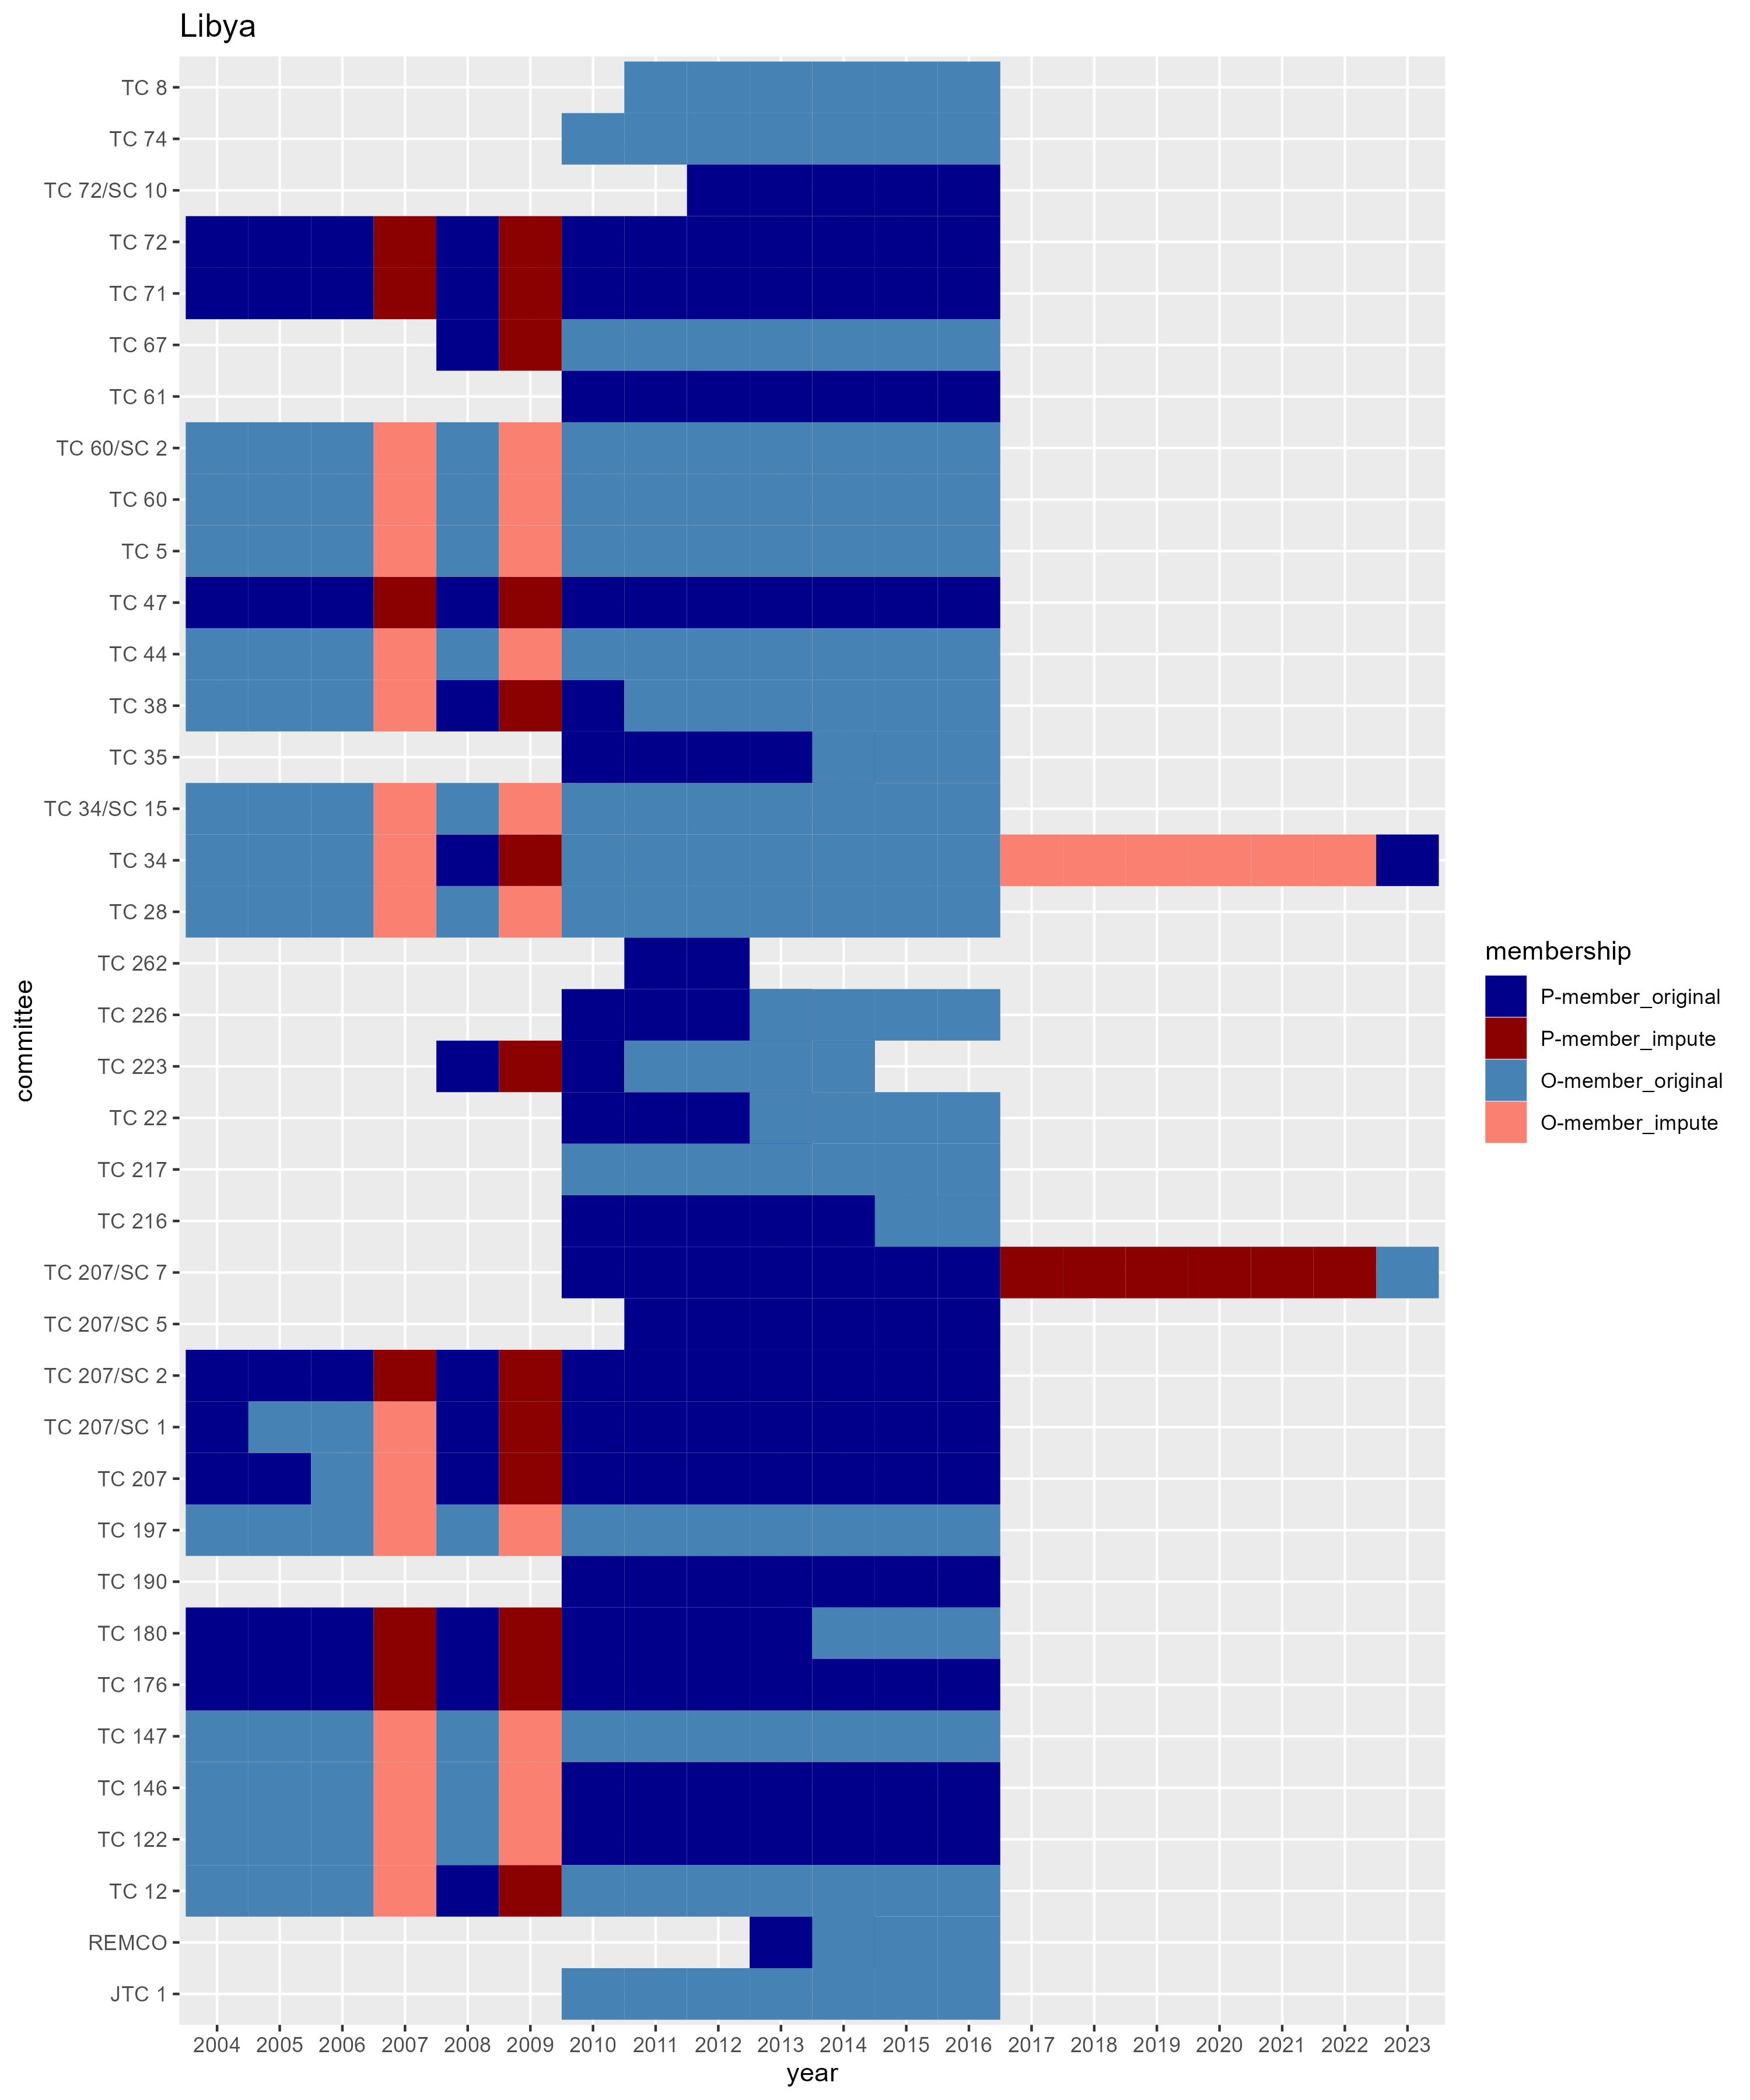 Libya
TC 8
TC 74
TC 72/SC 10
TC 72
TC 71
TC 67
TC 61
TC 60/SC 2
TC 60
TC 5
TC 47
TC 44
TC 38
TC 35
TC 34/SC 15
TC 34
TC 28
TC 262
TC 226
TC 223
TC 22
TC 217
TC 216
TC 207/SC 7
TC 207/SC 5
TC 207/SC 2
TC 207/SC 1
TC 207
TC 197
TC 190
TC 180
TC 176
TC 147
TC 146
TC 122
TC 12
REMCO
JTC 1
committee
2004 2005 2006 2007 2008 2009 2010 2011 2012 2013 2014 2015 2016 2017 2018 2019 2020 2021 2022 2023
year
membership
P-member_original
P-member_impute
O-member_original
O-member_impute